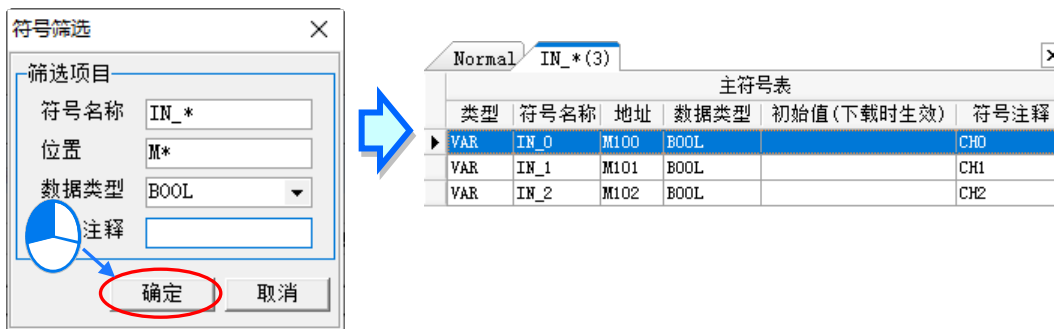 符号筛选
筛选项目
符号名称 IN_*
位置 M*
数据类型 BOOL
注释
确定 取消
Normal IN_*(3)
主符号表
类型 符号名称 地址 数据类型 初始值(下载时生效) 符号注释
VAR IN_0 M100 BOOL CH0
VAR IN_1 M101 BOOL CH1
VAR IN_2 M102 BOOL CH2